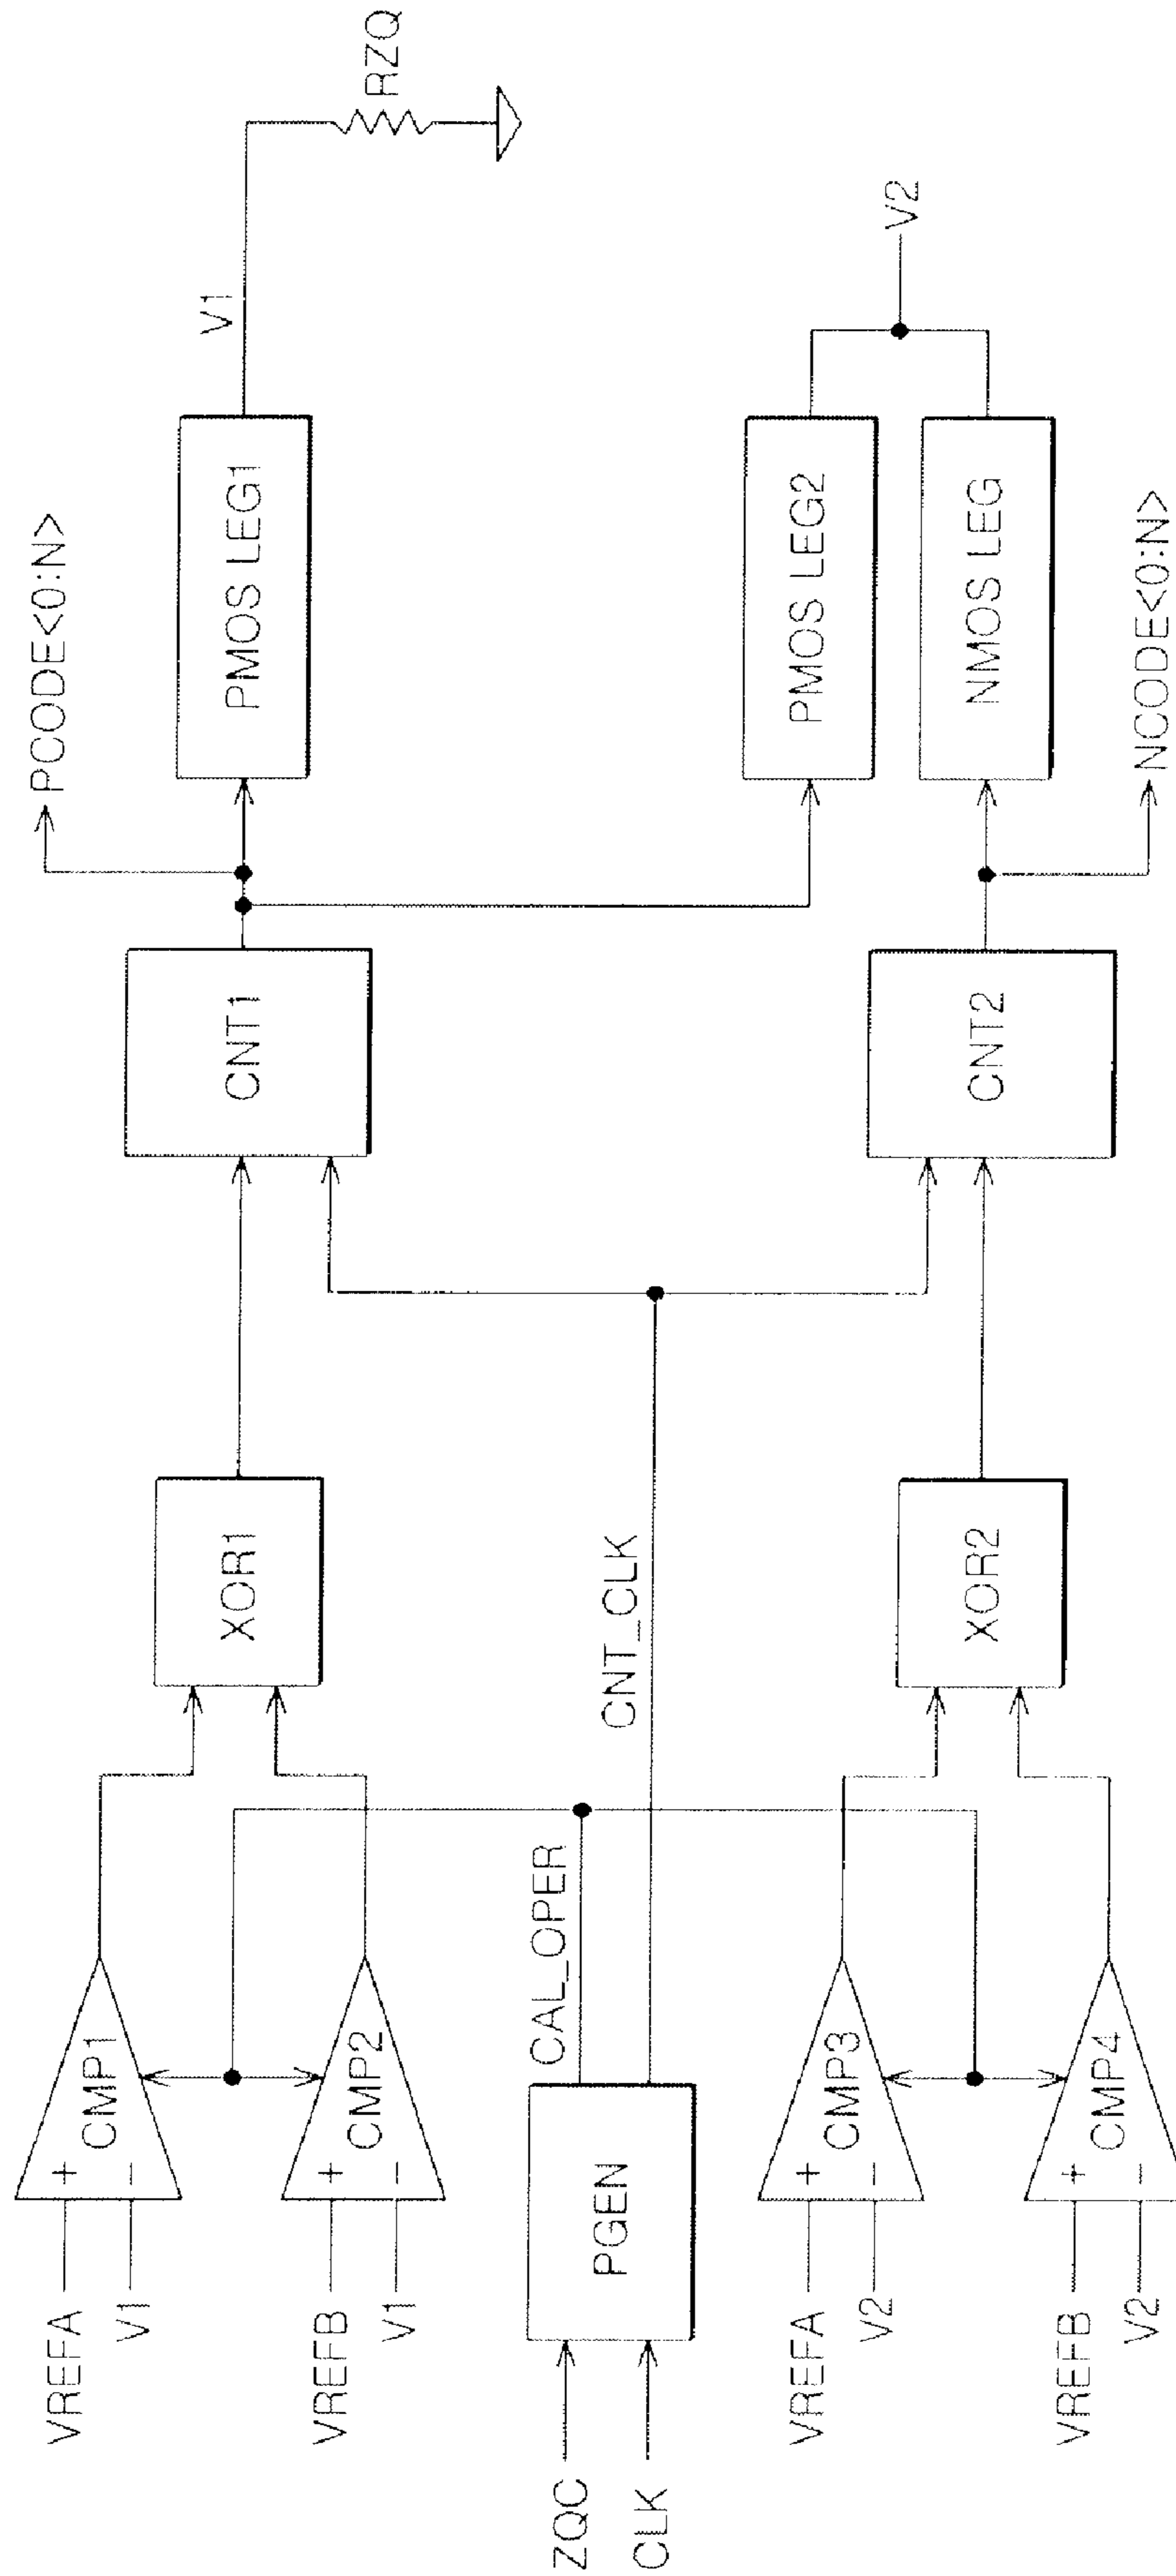 VREFA
V1
+
−
CMP1
VREFB
V1
+
−
CMP2
XOR1
CNT1
PCODE<0:N>
PMOS LEG1
V1
RZQ
ZQC
CLK
PGEN
CAL_OPER
CNT_CLK
VREFA
V2
+
−
CMP3
VREFB
V2
+
−
CMP4
XOR2
CNT2
PMOS LEG2
NMOS LEG
NCODE<0:N>
V2